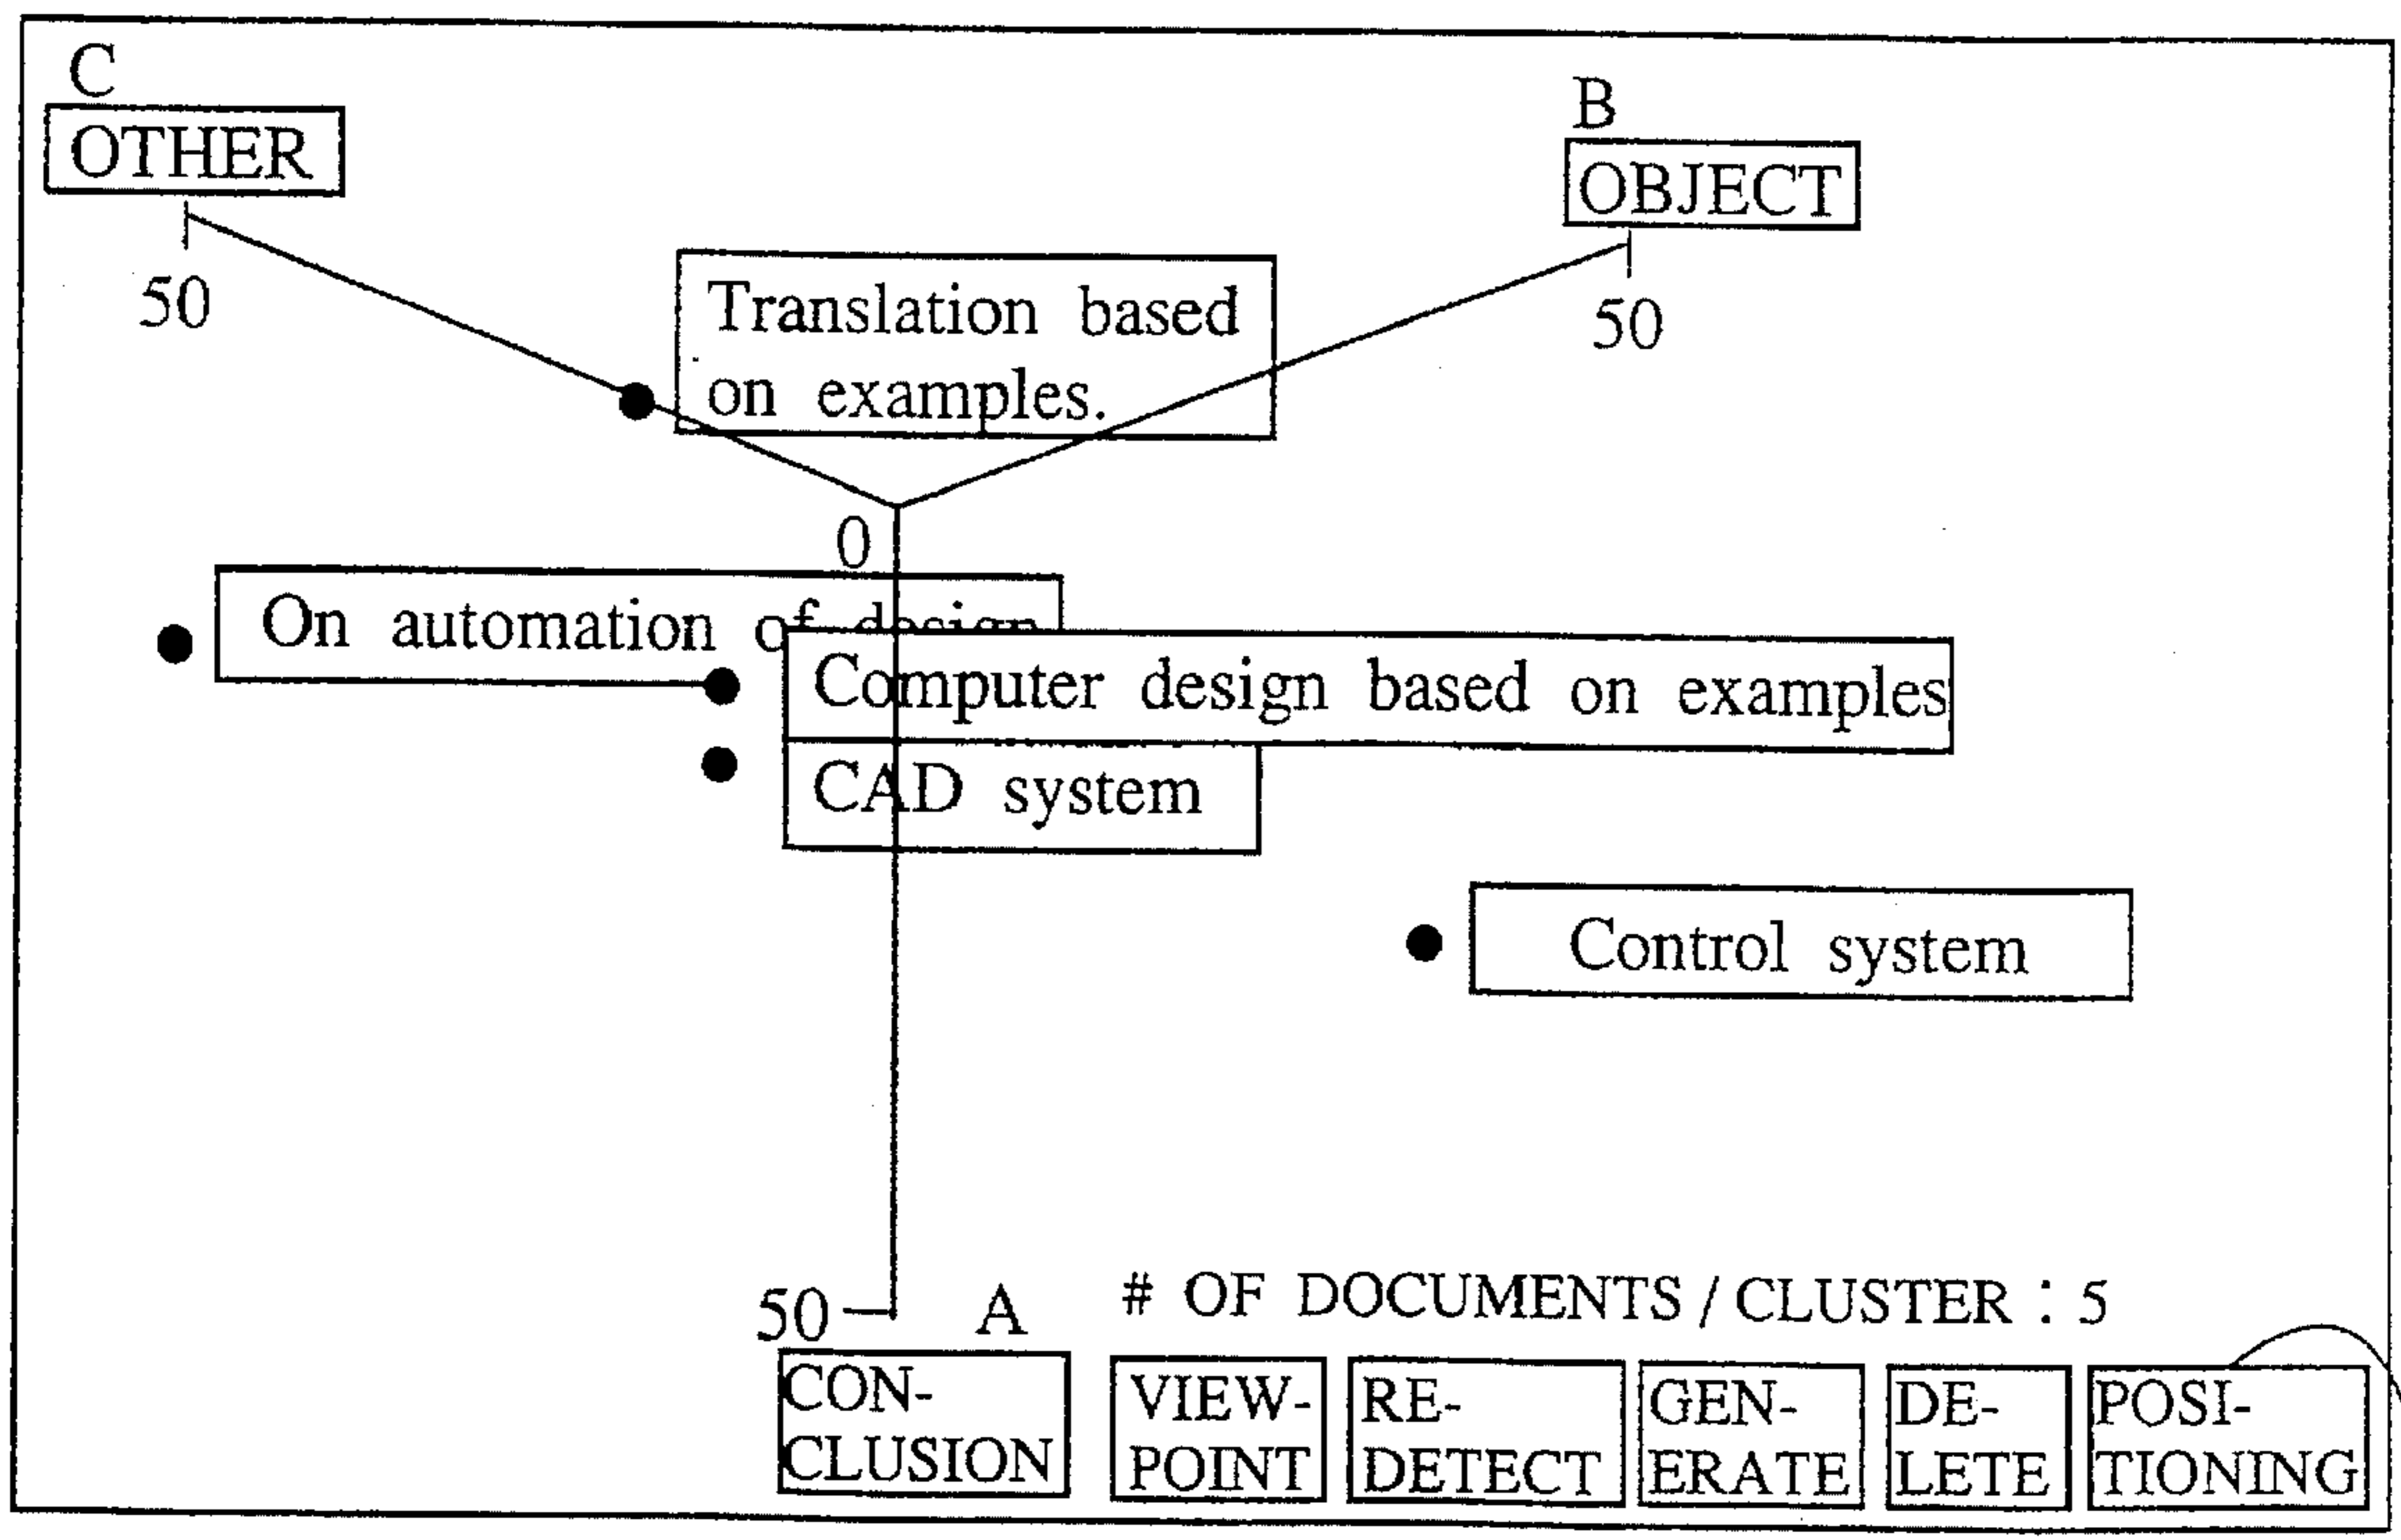 C
OTHER
B
OBJECT
50
50
Translation based
on examples.
0
On automation of design
Computer design based on examples
CAD system
Control system
50
A
# OF DOCUMENTS / CLUSTER : 5
CON-
CLUSION
VIEW-
POINT
RE-
DETECT
GEN-
ERATE
DE-
LETE
POSI-
TIONING